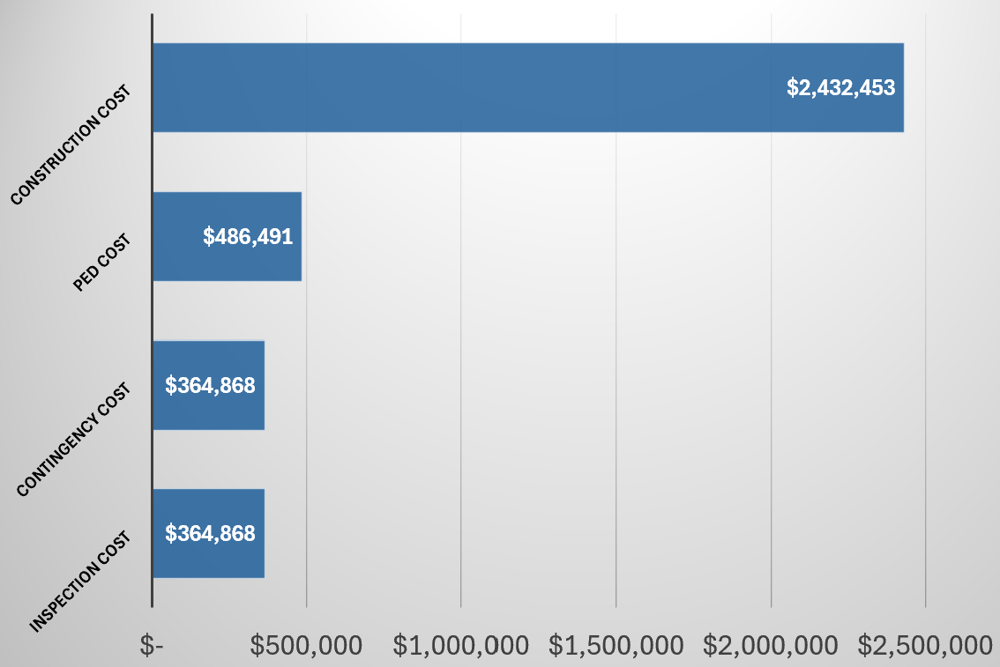 CONSTRUCTION COST
$2,432,453
PED COST
$486,491
CONTINGENCY COST
$364,868
INSPECTION COST
$364,868
$-
$500,000
$1,000,000
$1,500,000
$2,000,000
$2,500,000